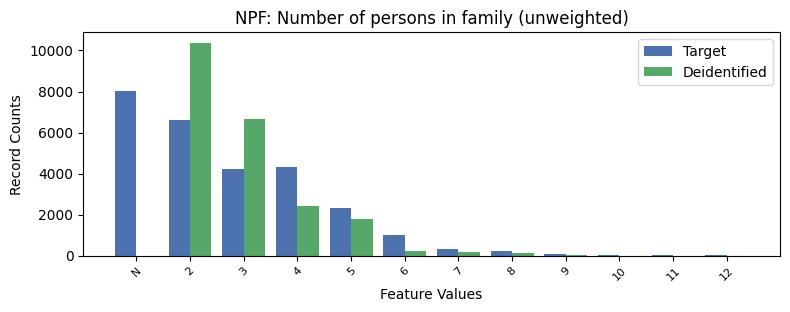 NPF: Number of persons in family (unweighted)
Target
Deidentified
Record Counts
10000
8000
6000
4000
2000
0
N 2 3 4 5 6 7 8 9 10 11 12
Feature Values